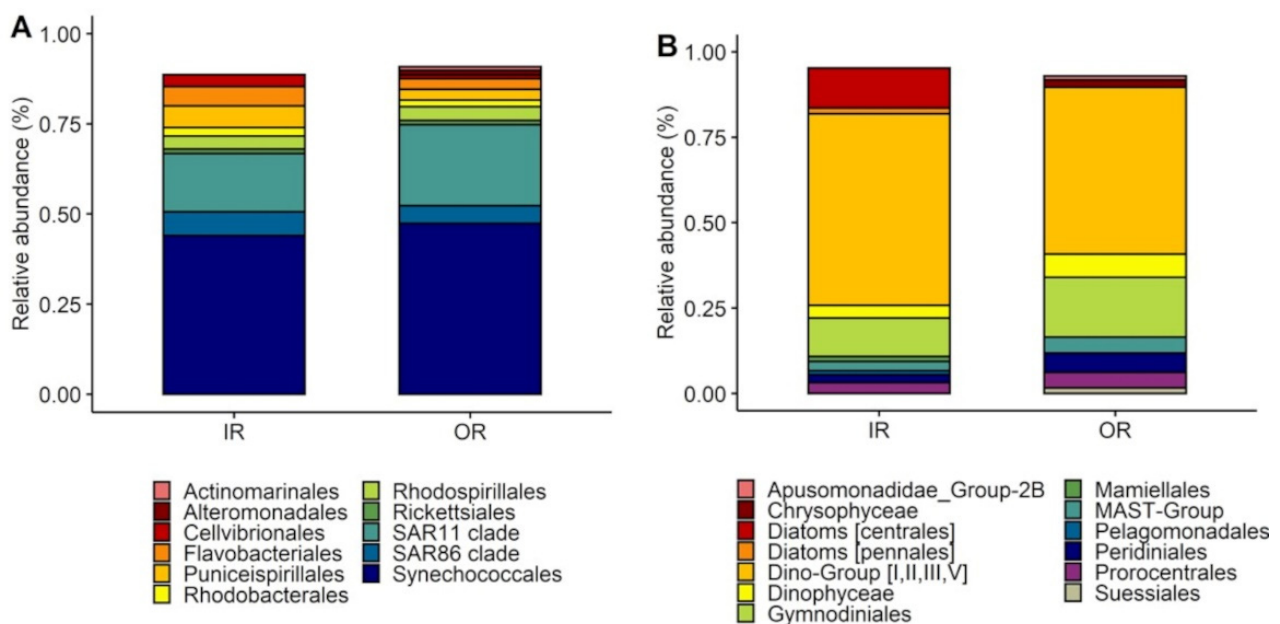 A
Relative abundance (%)
1.00
0.75
0.50
0.25
0.00
IR
OR
Actinomarinales
Alteromonadales
Cellvibrionales
Flavobacteriales
Puniceispirillales
Rhodobacterales
Rhodospirillales
Rickettsiales
SAR11 clade
SAR86 clade
Synechococcales
B
Relative abundance (%)
1.00
0.75
0.50
0.25
0.00
IR
OR
Apusomonadidae_Group-2B
Chrysophyceae
Diatoms [centrales]
Diatoms [pennales]
Dino-Group [I,II,III,V]
Dinophyceae
Gymnodiniales
Mamiellales
MAST-Group
Pelagomonadales
Peridiniales
Prorocentrales
Suessiales